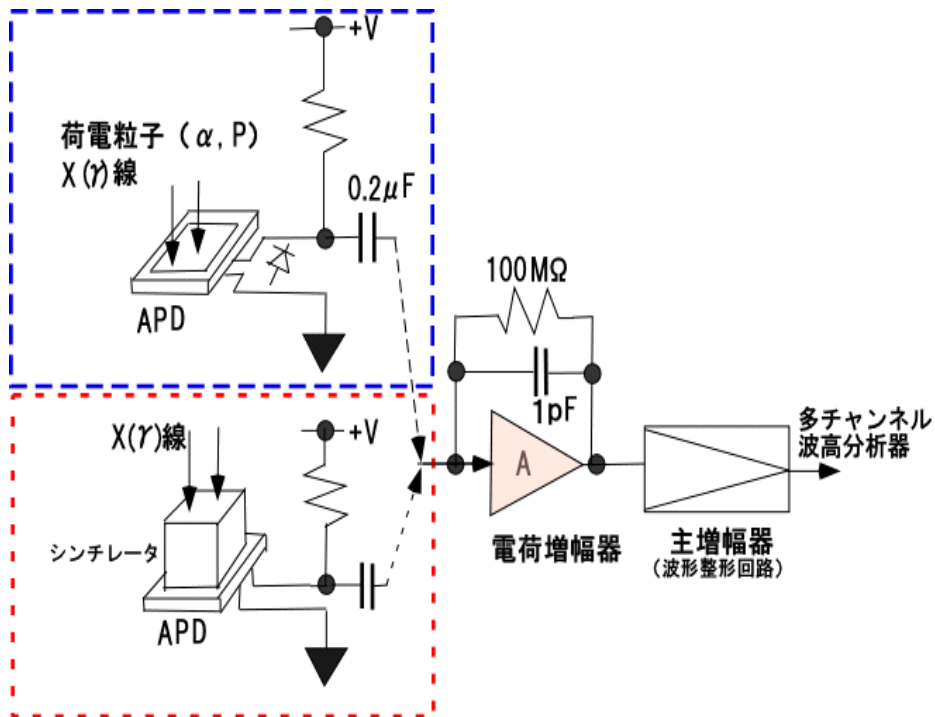 +V
荷電粒子（α,P）
X(γ)線
0.2μF
APD
100MΩ
1pF
X(γ)線
+V
シンチレータ
APD
A
電荷増幅器
主増幅器
（波形整形回路）
多チャンネル
波高分析器